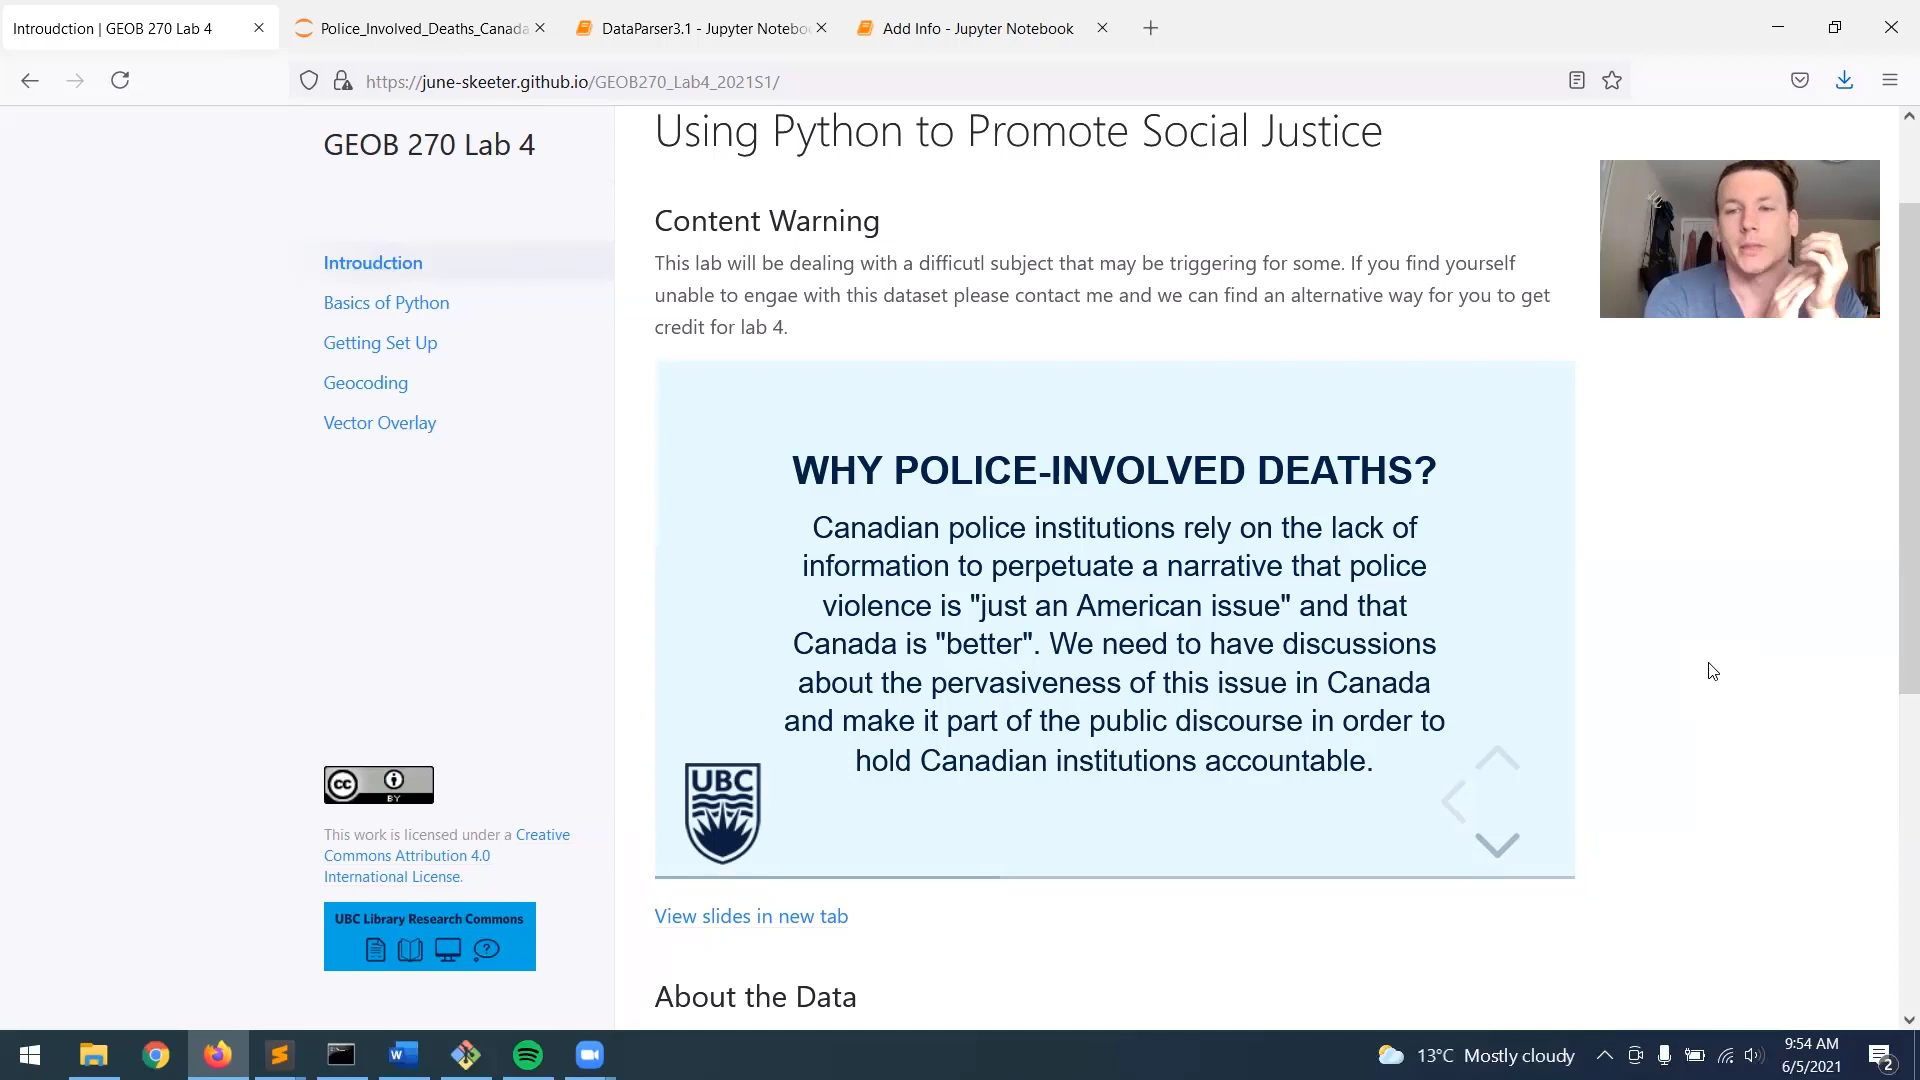 Introudction | GEOB 270 Lab 4
Police_Involved_Deaths_Canada
DataParser3.1 - Jupyter Notebo
Add Info - Jupyter Notebook
https://june-skeeter.github.io/GEOB270_Lab4_2021S1/
GEOB 270 Lab 4
Introudction
Basics of Python
Getting Set Up
Geocoding
Vector Overlay
CC BY
This work is licensed under a Creative
Commons Attribution 4.0
International License.
UBC Library Research Commons
Using Python to Promote Social Justice
Content Warning
This lab will be dealing with a difficutl subject that may be triggering for some. If you find yourself
unable to engae with this dataset please contact me and we can find an alternative way for you to get
credit for lab 4.
WHY POLICE-INVOLVED DEATHS?
Canadian police institutions rely on the lack of
information to perpetuate a narrative that police
violence is "just an American issue" and that
Canada is "better". We need to have discussions
about the pervasiveness of this issue in Canada
and make it part of the public discourse in order to
hold Canadian institutions accountable.
UBC
View slides in new tab
About the Data
13°C Mostly cloudy
9:54 AM
6/5/2021
2